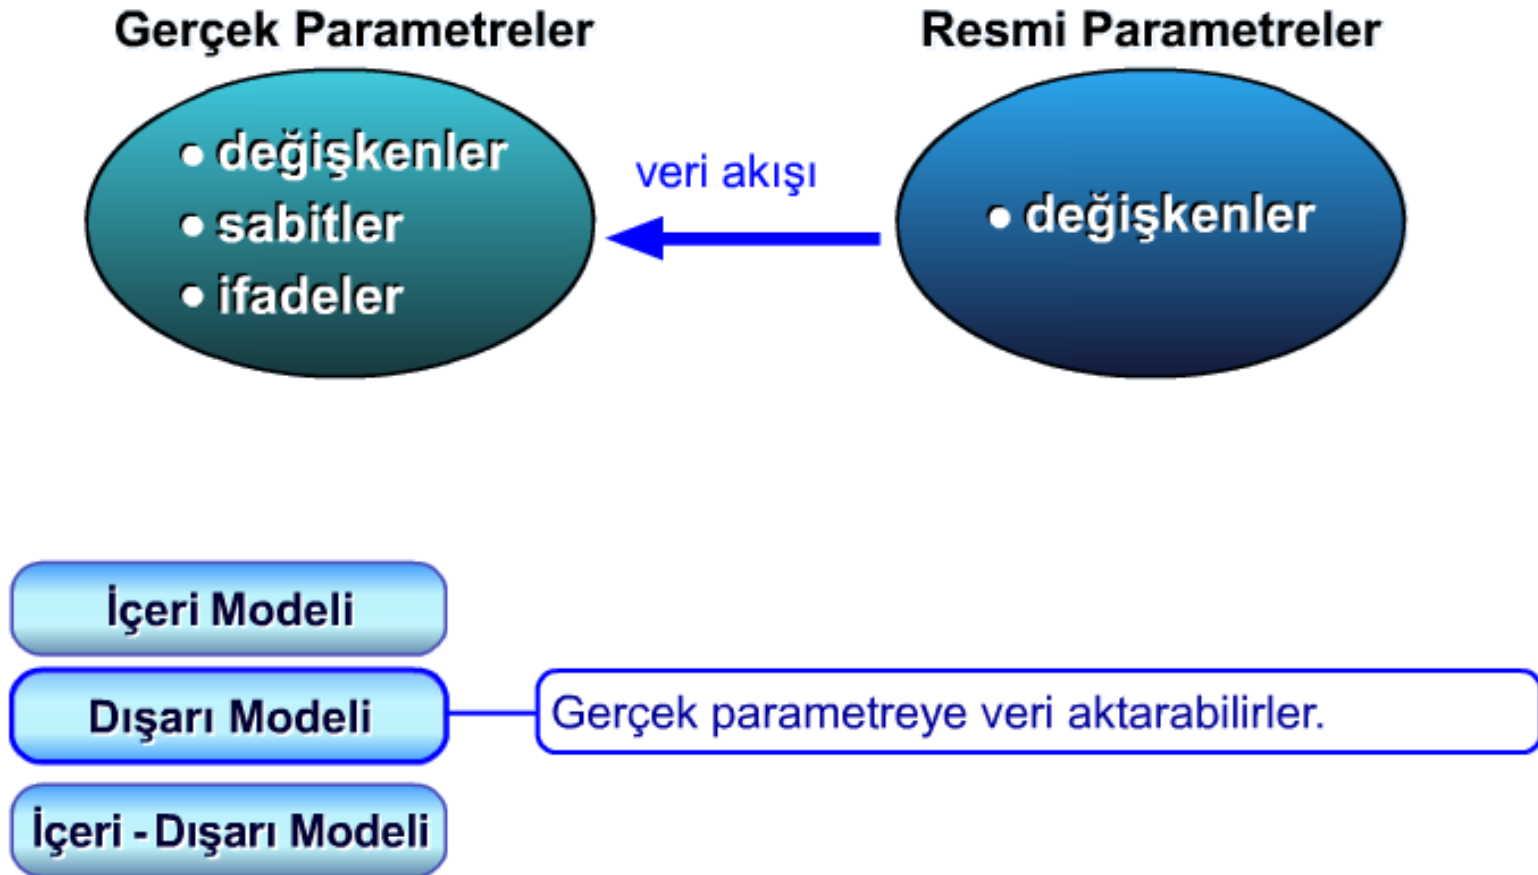 Gerçek Parametreler
Resmi Parametreler
• değişkenler
• sabitler
• ifadeler
veri akışı
• değişkenler
İçeri Modeli
Dışarı Modeli
Gerçek parametreye veri aktarabilirler.
İçeri - Dışarı Modeli